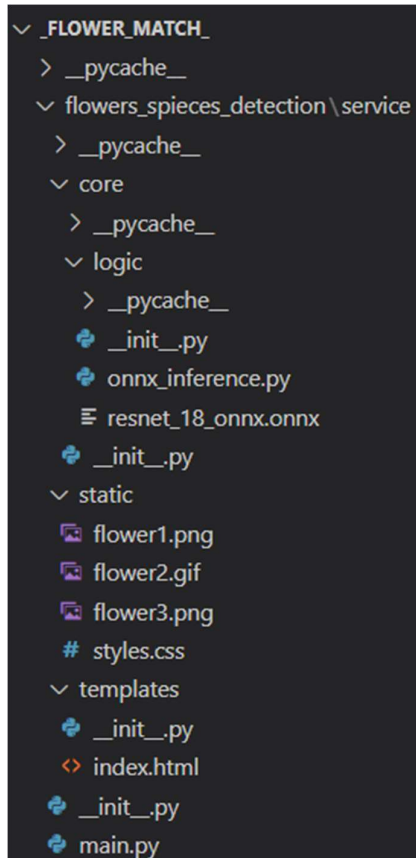 _FLOWER_MATCH_
__pycache__
flowers_spieces_detection\service
__pycache__
core
__pycache__
logic
__pycache__
__init__.py
onnx_inference.py
resnet_18_onnx.onnx
__init__.py
static
flower1.png
flower2.gif
flower3.png
# styles.css
templates
__init__.py
<> index.html
__init__.py
main.py